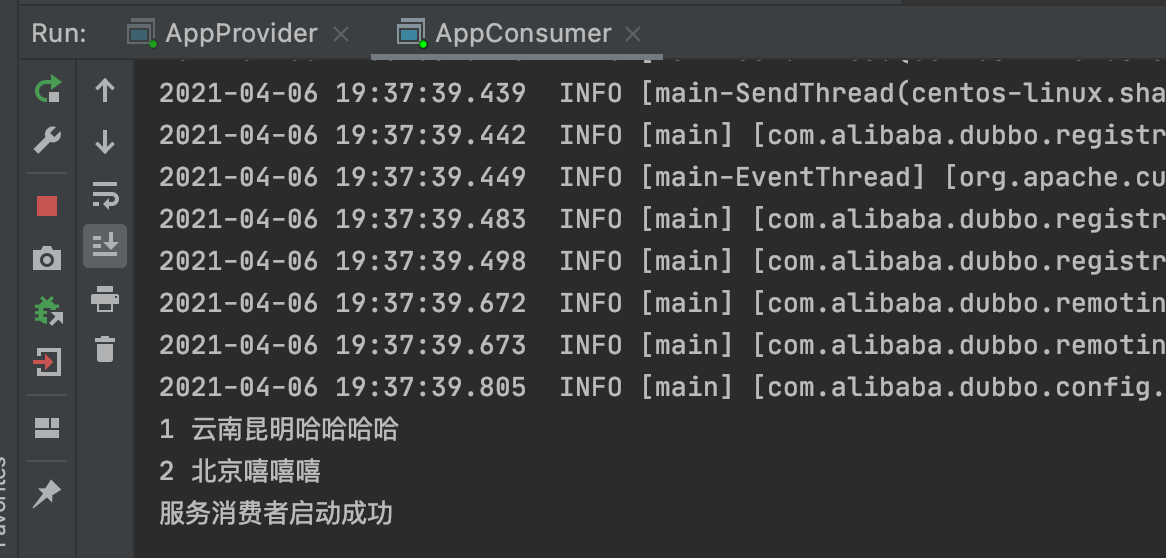 Run: AppProvider AppConsumer
2021-04-06 19:37:39.439 INFO [main-SendThread(centos-linux.sha
2021-04-06 19:37:39.442 INFO [main] [com.alibaba.dubbo.registr
2021-04-06 19:37:39.449 INFO [main-EventThread] [org.apache.cu
2021-04-06 19:37:39.483 INFO [main] [com.alibaba.dubbo.registr
2021-04-06 19:37:39.498 INFO [main] [com.alibaba.dubbo.registr
2021-04-06 19:37:39.672 INFO [main] [com.alibaba.dubbo.remotin
2021-04-06 19:37:39.673 INFO [main] [com.alibaba.dubbo.remotin
2021-04-06 19:37:39.805 INFO [main] [com.alibaba.dubbo.config.
1 云南昆明哈哈哈哈
2 北京嘻嘻嘻
服务消费者启动成功
Favorites